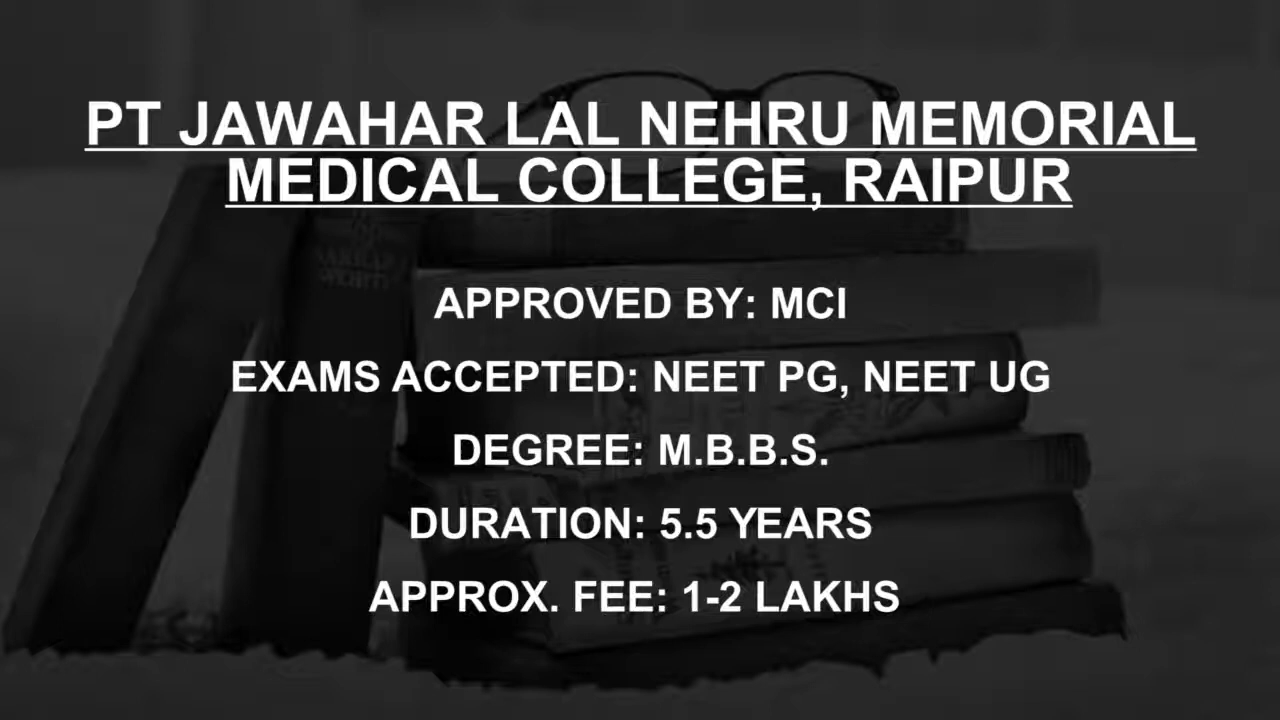 PT JAWAHAR LAL NEHRU MEMORIAL
MEDICAL COLLEGE, RAIPUR
APPROVED BY: MCI
EXAMS ACCEPTED: NEET PG, NEET UG
DEGREE: M.B.B.S.
DURATION: 5.5 YEARS
APPROX. FEE: 1-2 LAKHS